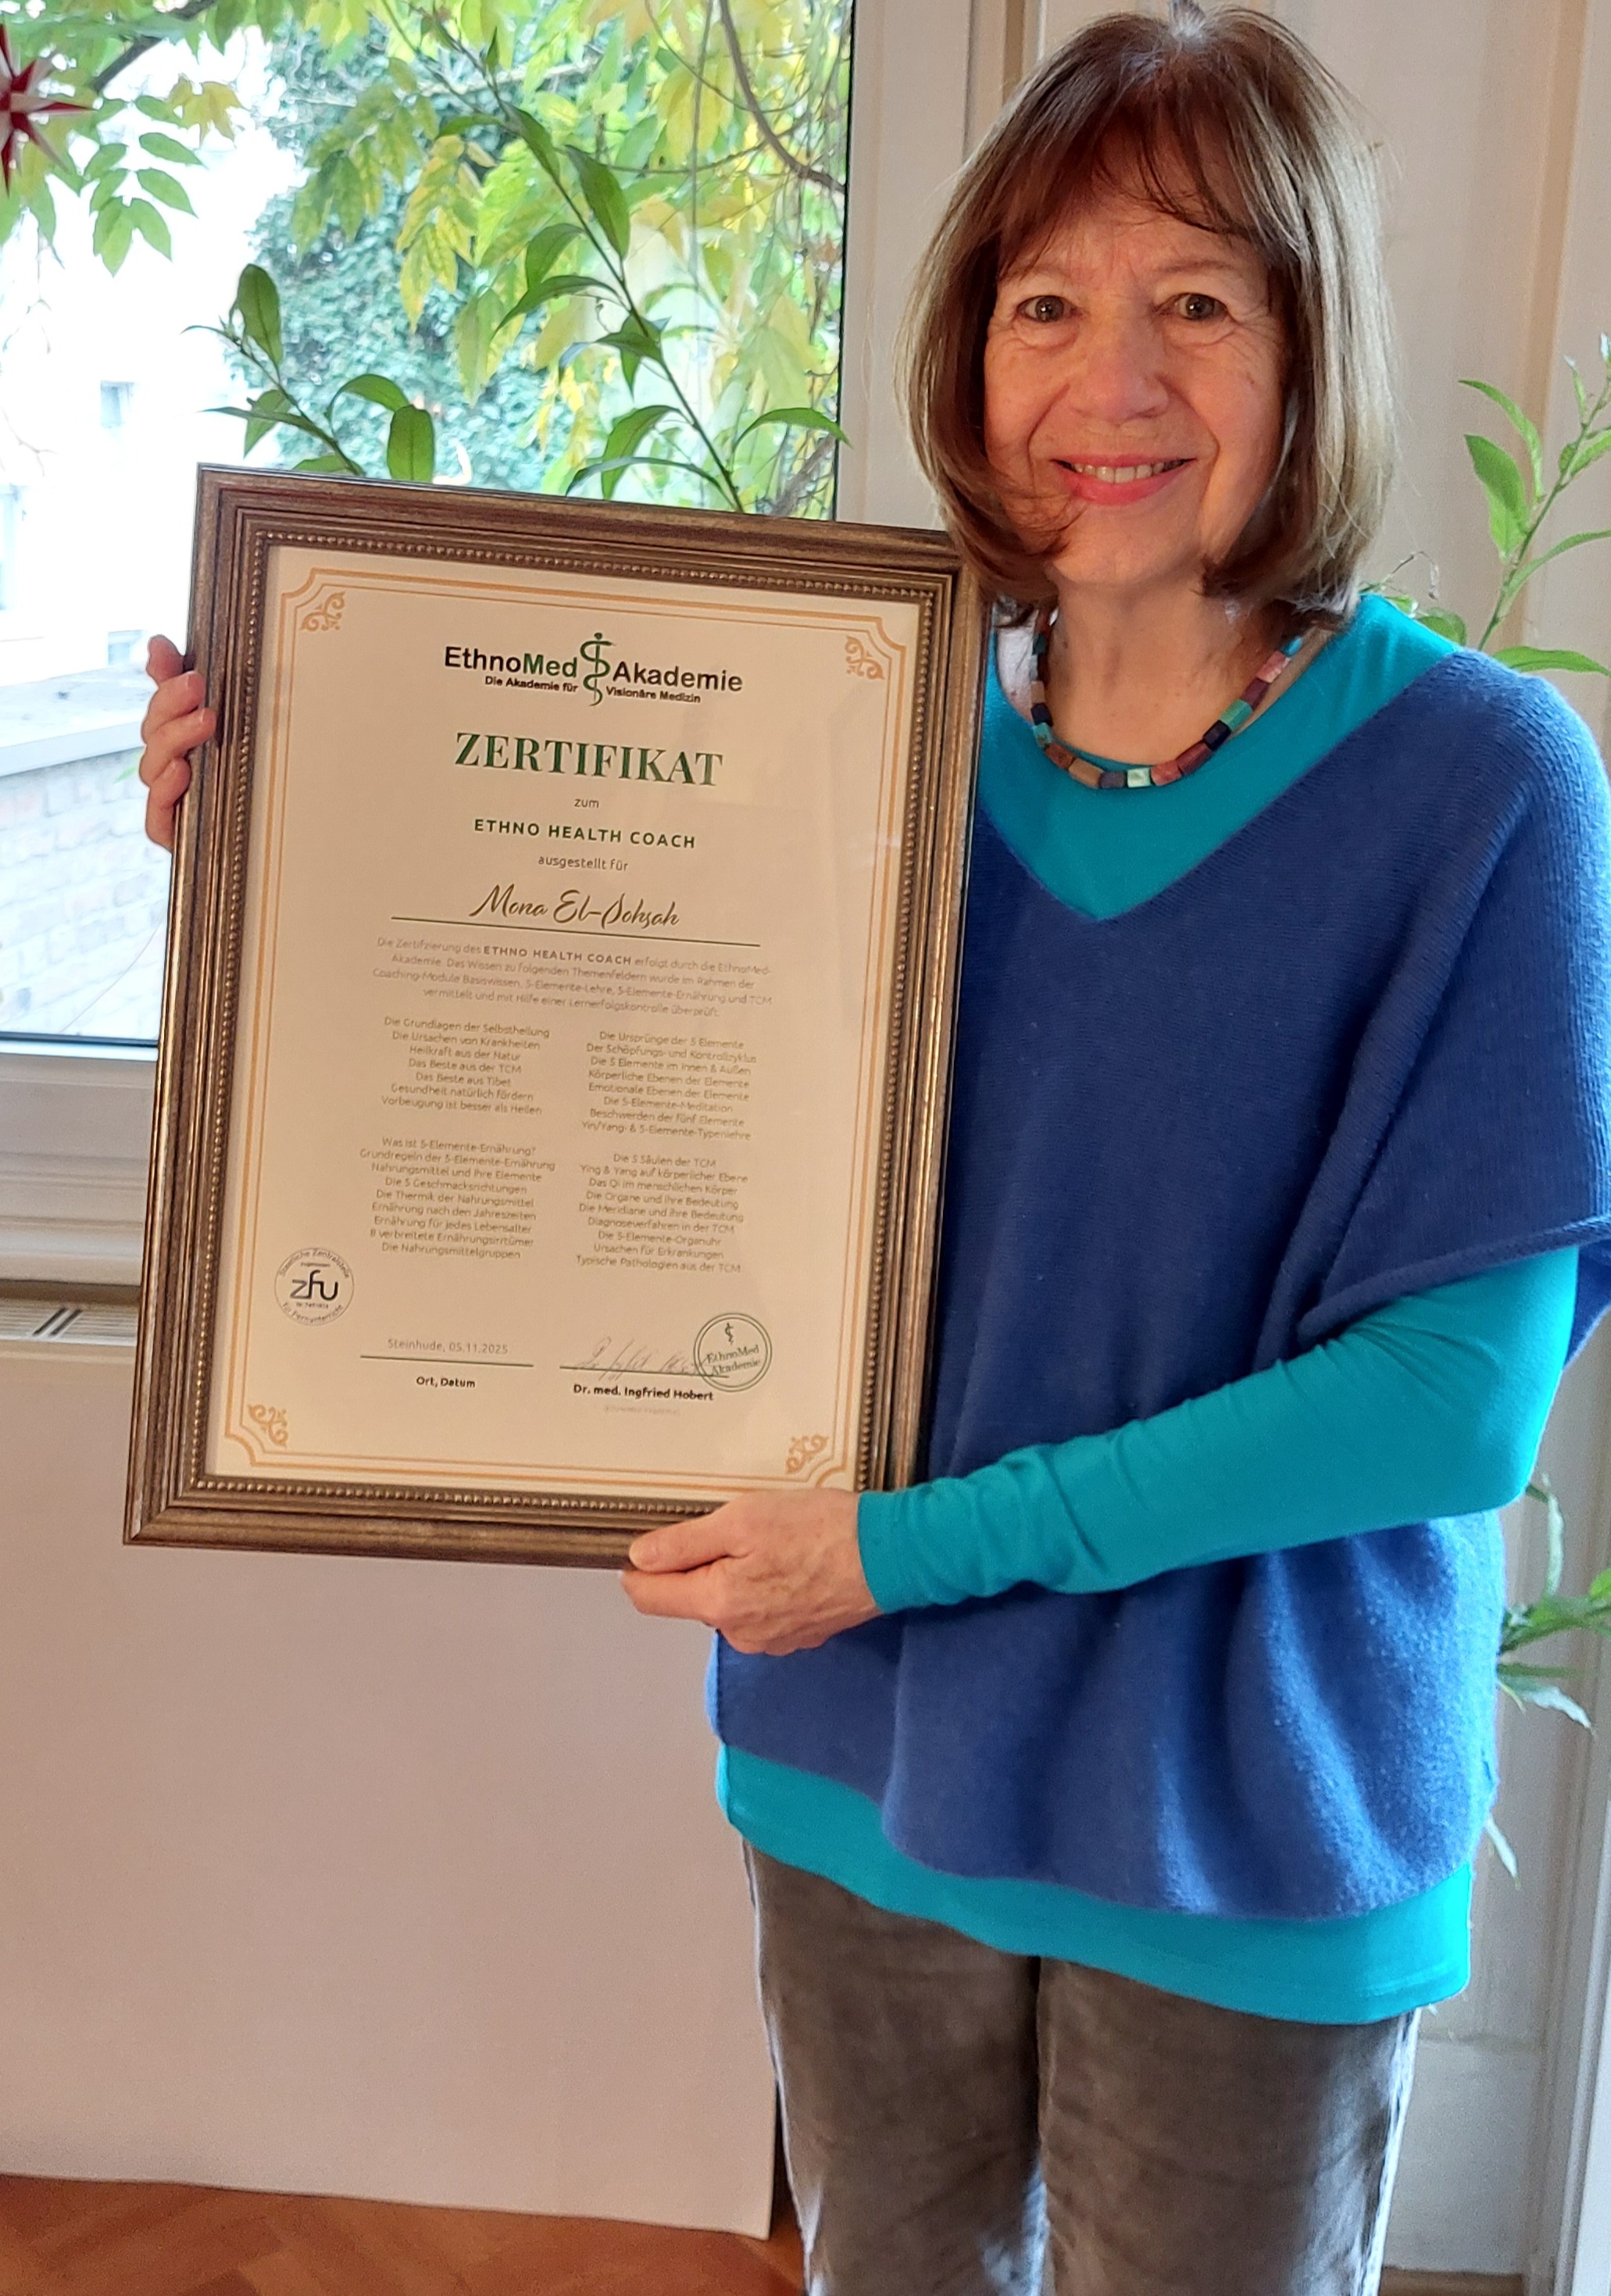 EthnoMed Akademie
Die Akademie für Visionäre Medizin
ZERTIFIKAT
zum
ETHNO HEALTH COACH
ausgestellt für
Mona El-Dohsah
Die Zertifizierung des ETHNO HEALTH COACH erfolgt durch die EthnoMed-
Akademie. Das Wissen zu folgenden Themenfeldern wurde im Rahmen der
Coaching-Module Basiswissen, 5-Elemente-Lehre, 5-Elemente-Ernährung und TCM
vermittelt und mit Hilfe einer Lernerfolgskontrolle überprüft:
Die Grundlagen der Selbstheilung
Die Ursachen von Krankheiten
Heilkraft aus der Natur
Das Beste aus der TCM
Das Beste aus Tibet
Gesundheit natürlich fördern
Vorbeugung ist besser als Heilen
Die Ursprünge der 5 Elemente
Der Schöpfungs- und Kontrollzyklus
Die 5 Elemente im Innen & Außen
Körperliche Ebenen der Elemente
Emotionale Ebenen der Elemente
Die 5-Elemente-Meditation
Beschwerden der fünf Elemente
Yin/Yang- & 5-Elemente-Typenlehre
Was ist 5-Elemente-Ernährung?
Grundregeln der 5-Elemente-Ernährung
Nahrungsmittel und ihre Elemente
Die 5 Geschmacksrichtungen
Die Thermik der Nahrungsmittel
Ernährung nach den Jahreszeiten
Ernährung für jedes Lebensalter
8 verbreitete Ernährungsirrtümer
Die Nahrungsmittelgruppen
Die 5 Säulen der TCM
Ying & Yang auf körperlicher Ebene
Das Qi im menschlichen Körper
Die Organe und ihre Bedeutung
Die Meridiane und ihre Bedeutung
Diagnoseverfahren in der TCM
Die 5-Elemente-Organuhr
Ursachen für Erkrankungen
Typische Pathologien aus der TCM
Staatliche Zentralstelle
zfu
für Fernunterricht
Steinhude, 05.11.2025
Ort, Datum
EthnoMed
Akademie
Dr. med. Ingfried Hobert